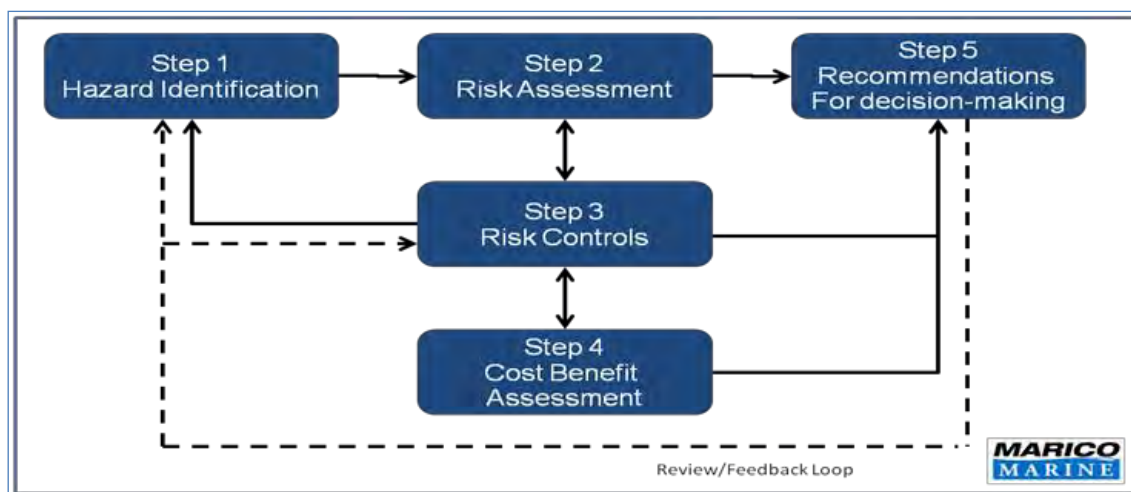 Step 1
Hazard Identification
Step 2
Risk Assessment
Step 5
Recommendations
For decision-making
Step 3
Risk Controls
Step 4
Cost Benefit
Assessment
Review/Feedback Loop
MARICO
MARINE